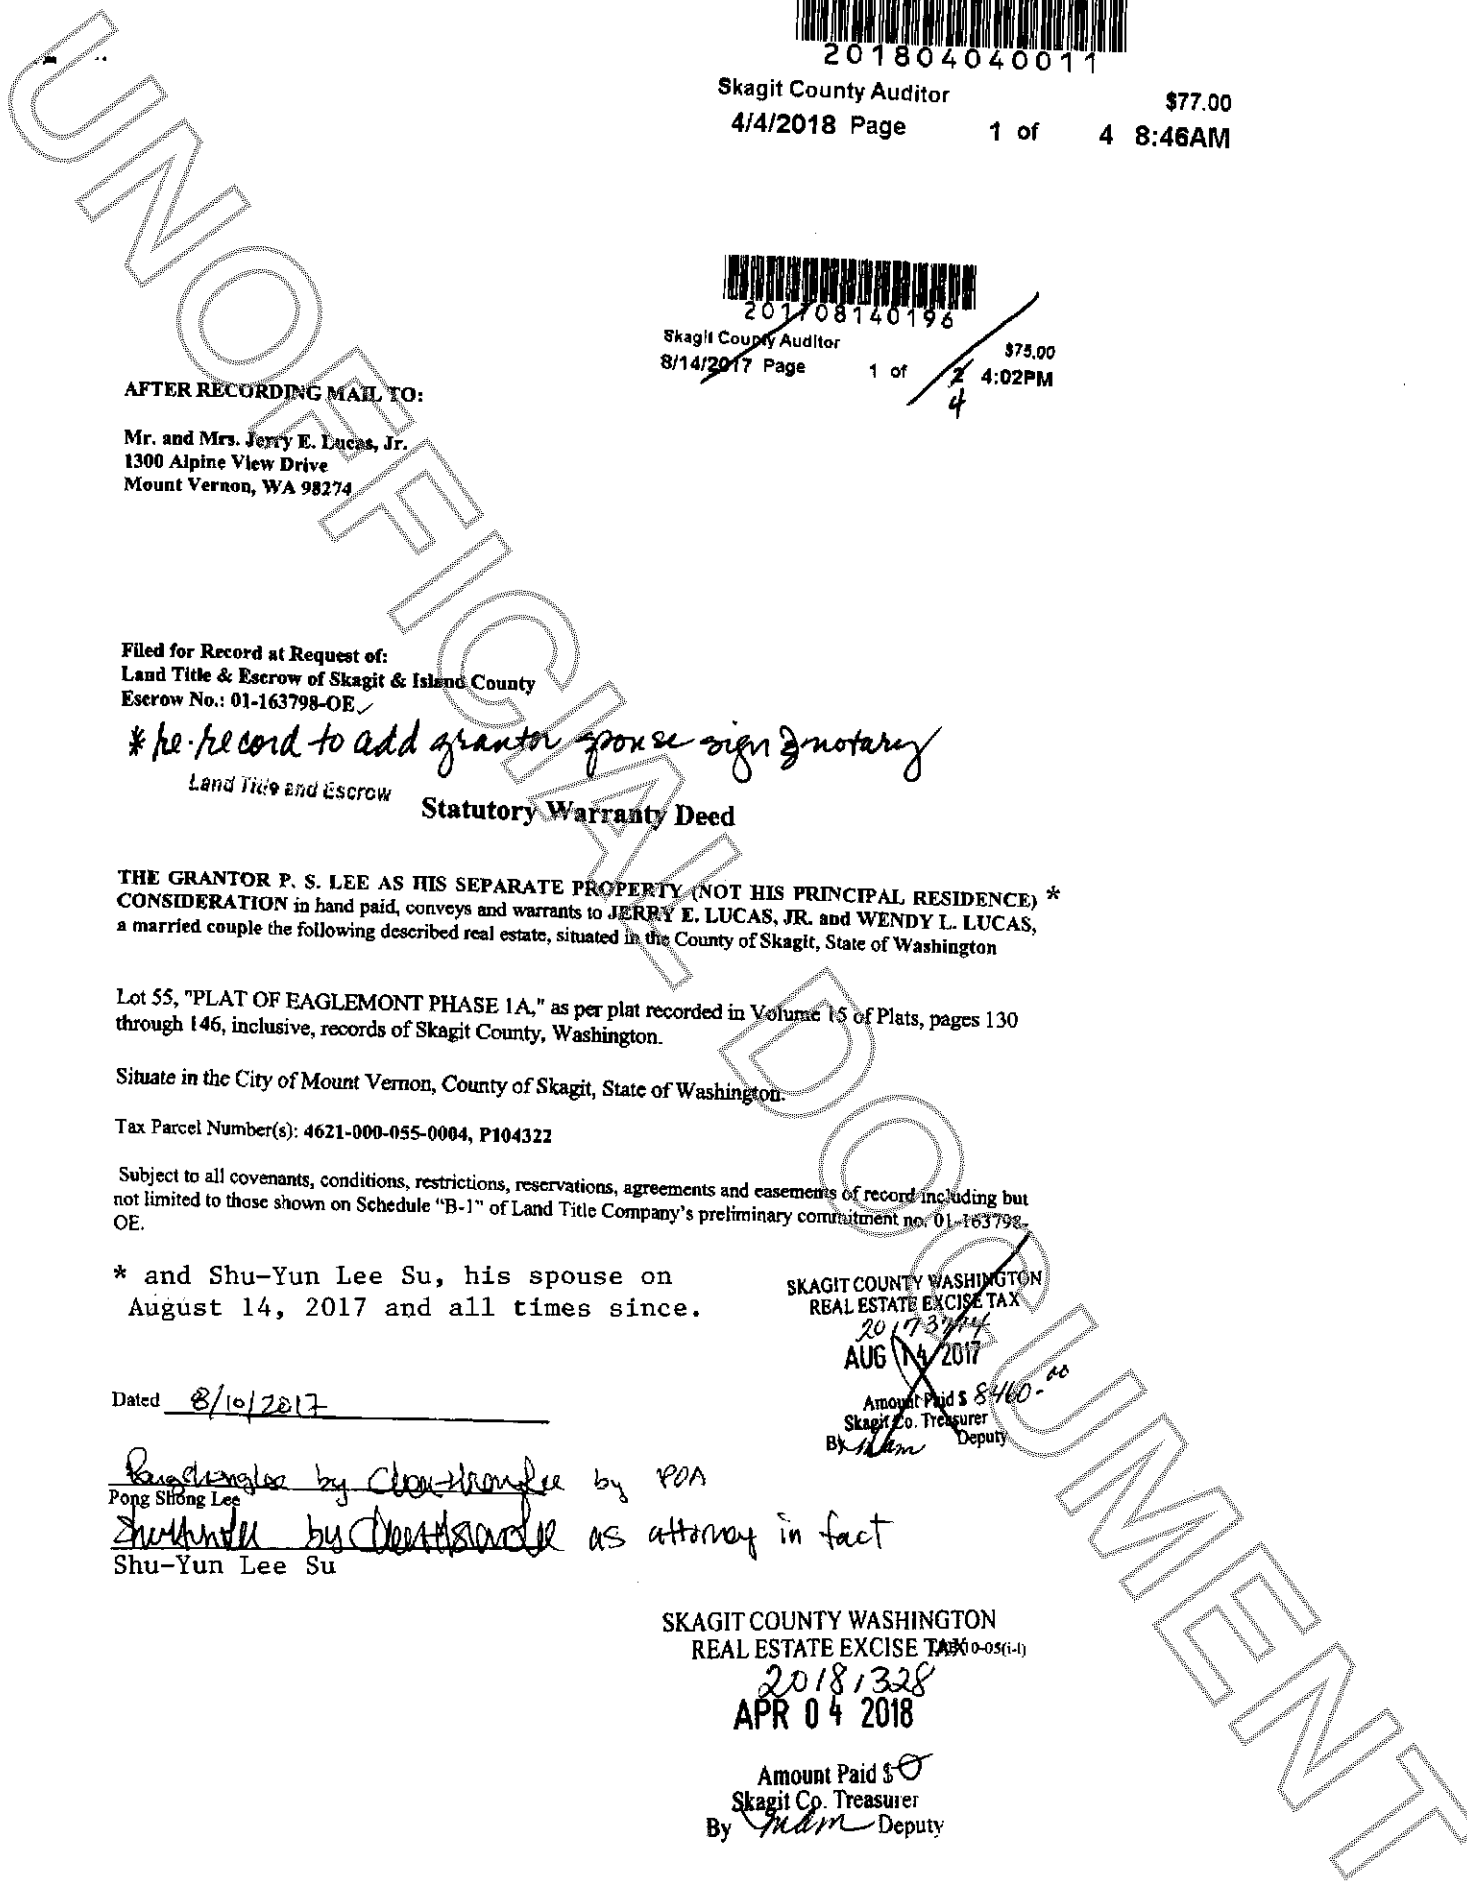 201804040011
Skagit County Auditor $77.00
4/4/2018 Page 1 of 4 8:46AM
201708140196
Skagit County Auditor $75.00
8/14/2017 Page 1 of 2 4:02PM
4
AFTER RECORDING MAIL TO:
Mr. and Mrs. Jerry E. Lucas, Jr.
1300 Alpine View Drive
Mount Vernon, WA 98274
Filed for Record at Request of:
Land Title & Escrow of Skagit & Island County
Escrow No.: 01-163798-OE
* re-record to add grantor spouse sign & notary
Land Title and Escrow
Statutory Warranty Deed
THE GRANTOR P. S. LEE AS HIS SEPARATE PROPERTY (NOT HIS PRINCIPAL RESIDENCE) *
CONSIDERATION in hand paid, conveys and warrants to JERRY E. LUCAS, JR. and WENDY L. LUCAS,
a married couple the following described real estate, situated in the County of Skagit, State of Washington
Lot 55, "PLAT OF EAGLEMONT PHASE 1A," as per plat recorded in Volume 15 of Plats, pages 130
through 146, inclusive, records of Skagit County, Washington.
Situate in the City of Mount Vernon, County of Skagit, State of Washington.
Tax Parcel Number(s): 4621-000-055-0004, P104322
Subject to all covenants, conditions, restrictions, reservations, agreements and easements of record including but
not limited to those shown on Schedule "B-1" of Land Title Company's preliminary commitment no. 01-163798-
OE.
* and Shu-Yun Lee Su, his spouse on
August 14, 2017 and all times since.
SKAGIT COUNTY WASHINGTON
REAL ESTATE EXCISE TAX
AUG 14 2017
Amount Paid $ 8460-00
Skagit Co. Treasurer
By Mam Deputy
Dated 8/10/2017
by by POA
Pong Shong Lee
by as attorney in fact
Shu-Yun Lee Su
SKAGIT COUNTY WASHINGTON
REAL ESTATE EXCISE TAX
20181328
APR 04 2018
Amount Paid $ 0
Skagit Co. Treasurer
By Mam Deputy
UNOFFICIAL DOCUMENT